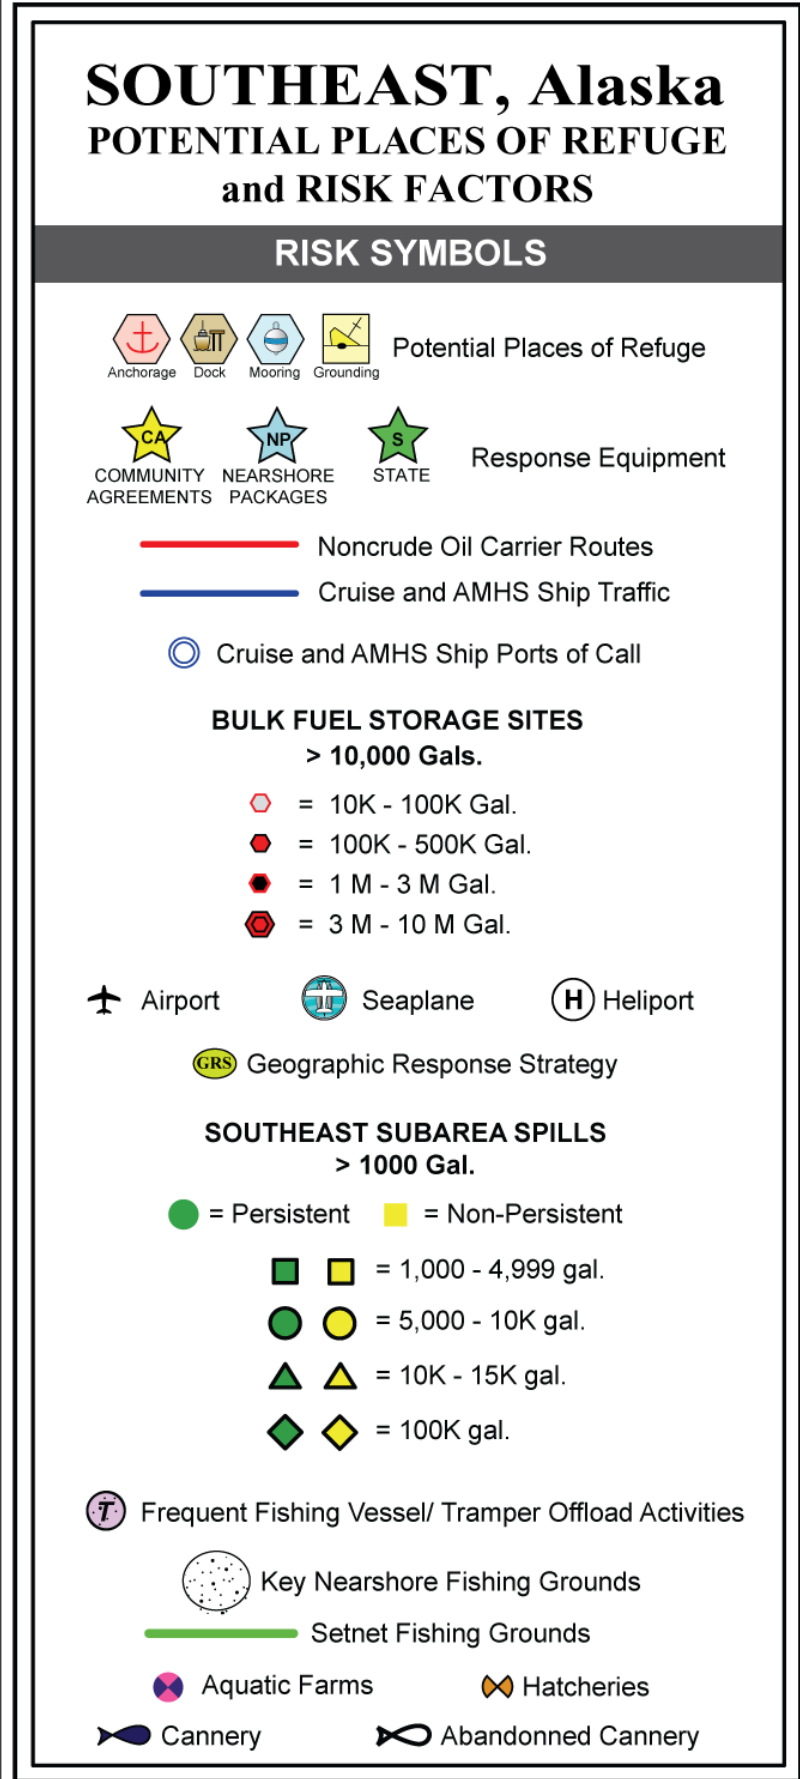 SOUTHEAST, Alaska
POTENTIAL PLACES OF REFUGE
and RISK FACTORS
RISK SYMBOLS
Anchorage Dock Mooring Grounding Potential Places of Refuge
CA NP S
COMMUNITY AGREEMENTS NEARSHORE PACKAGES STATE Response Equipment
Noncrude Oil Carrier Routes
Cruise and AMHS Ship Traffic
Cruise and AMHS Ship Ports of Call
BULK FUEL STORAGE SITES
> 10,000 Gals.
= 10K - 100K Gal.
= 100K - 500K Gal.
= 1 M - 3 M Gal.
= 3 M - 10 M Gal.
Airport Seaplane H Heliport
GRS Geographic Response Strategy
SOUTHEAST SUBAREA SPILLS
> 1000 Gal.
= Persistent = Non-Persistent
= 1,000 - 4,999 gal.
= 5,000 - 10K gal.
= 10K - 15K gal.
= 100K gal.
T Frequent Fishing Vessel/ Tramper Offload Activities
Key Nearshore Fishing Grounds
Setnet Fishing Grounds
Aquatic Farms Hatcheries
Cannery Abandonned Cannery